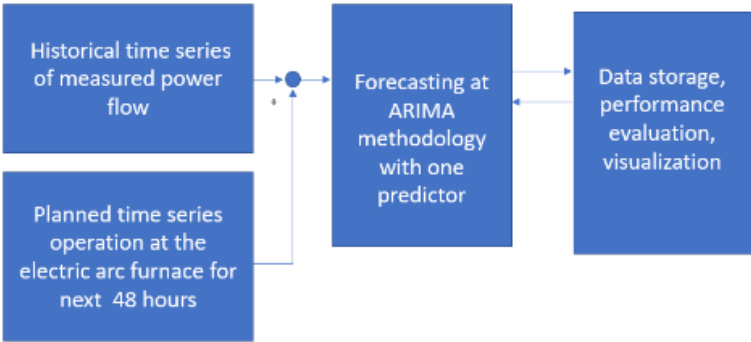 Historical time series
of measured power
flow
Planned time series
operation at the
electric arc furnace for
next 48 hours
Forecasting at
ARIMA
methodology
with one
predictor
Data storage,
performance
evaluation,
visualization